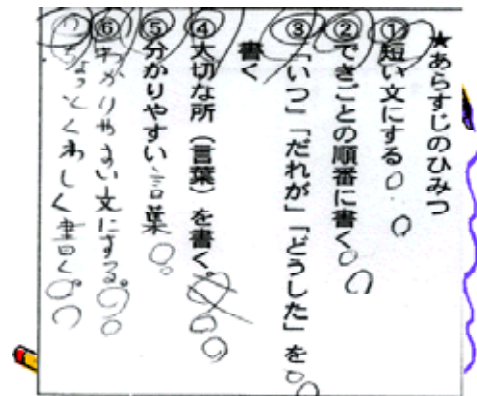 ★あらすじのひみつ
①短い文にする
②できごとの順番に書く
③「いつ」「だれが」「どうした」を
書く
④大切な所（言葉）を書く
⑤分かりやすい言葉
⑥わかりやすい文にする。
もっとくわしく書く